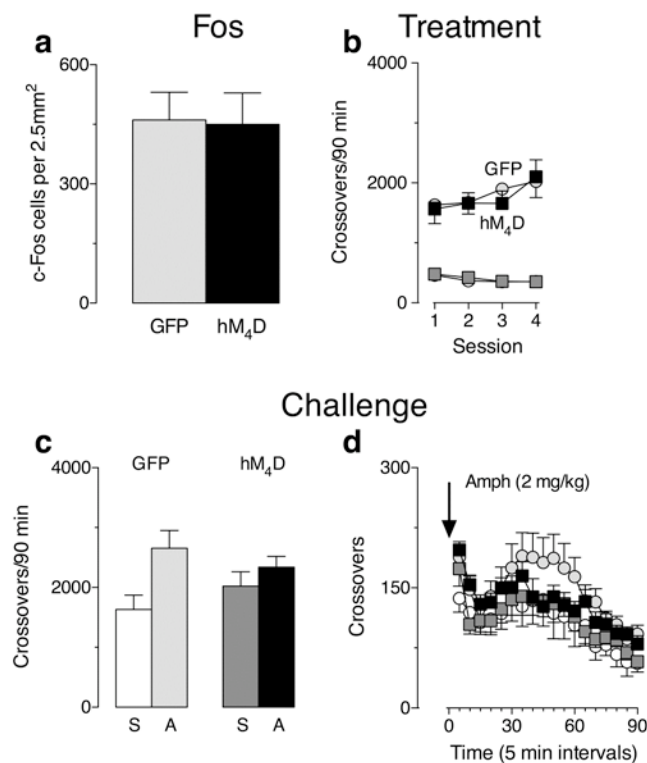 Fos
Treatment
a
b
c-Fos cells per 2.5mm²
600
300
0
GFP hM₄D
Crossovers/90 min
4000
2000
0
GFP
hM₄D
1 2 3 4
Session
Challenge
c
d
Crossovers/90 min
4000
2000
0
GFP hM₄D
S A S A
Crossovers
300
150
0
Amph (2 mg/kg)
0 30 60 90
Time (5 min intervals)